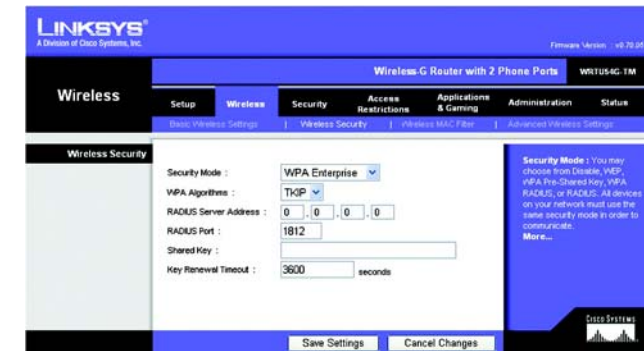 LINKSYS®
A Division of Cisco Systems, Inc.
Firmware Version : v0.70.05
Wireless-G Router with 2 Phone Ports WRTU54G-TM
Wireless
Setup Wireless Security Access Restrictions Applications & Gaming Administration Status
Basic Wireless Settings | Wireless Security | Wireless MAC Filter | Advanced Wireless Settings
Wireless Security
Security Mode : WPA Enterprise
WPA Algorithms : TKIP
RADIUS Server Address : 0 . 0 . 0 . 0
RADIUS Port : 1812
Shared Key :
Key Renewal Timeout : 3600 seconds
Security Mode : You may
choose from Disable, WEP,
WPA Pre-Shared Key, WPA
RADIUS, or RADIUS. All devices
on your network must use the
same security mode in order to
communicate.
More...
Save Settings Cancel Changes
CISCO SYSTEMS